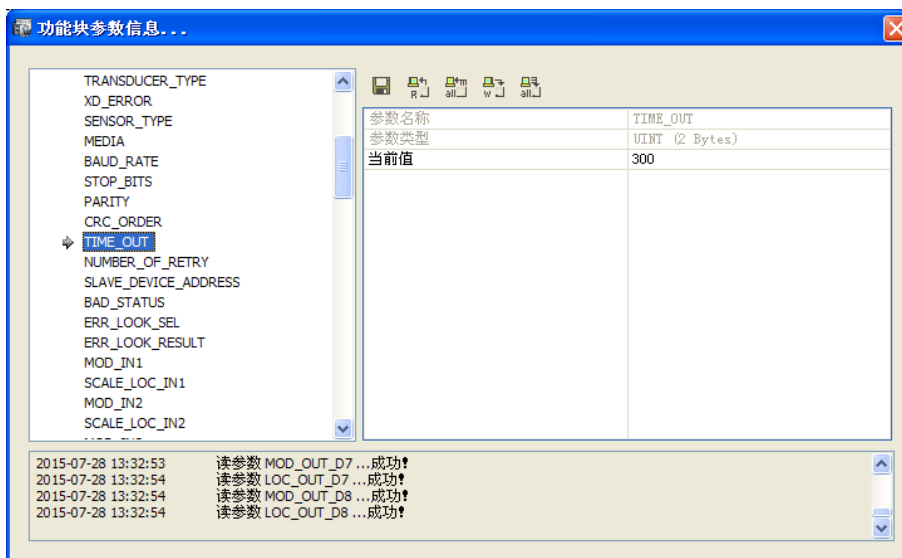 功能块参数信息...
TRANSDUCER_TYPE
XD_ERROR
SENSOR_TYPE
MEDIA
BAUD_RATE
STOP_BITS
PARITY
CRC_ORDER
TIME_OUT
NUMBER_OF_RETRY
SLAVE_DEVICE_ADDRESS
BAD_STATUS
ERR_LOOK_SEL
ERR_LOOK_RESULT
MOD_IN1
SCALE_LOC_IN1
MOD_IN2
SCALE_LOC_IN2
R all w all
参数名称 TIME_OUT
参数类型 UINT (2 Bytes)
当前值 300
2015-07-28 13:32:53 读参数 MOD_OUT_D7 ...成功!
2015-07-28 13:32:54 读参数 LOC_OUT_D7 ...成功!
2015-07-28 13:32:54 读参数 MOD_OUT_D8 ...成功!
2015-07-28 13:32:54 读参数 LOC_OUT_D8 ...成功!